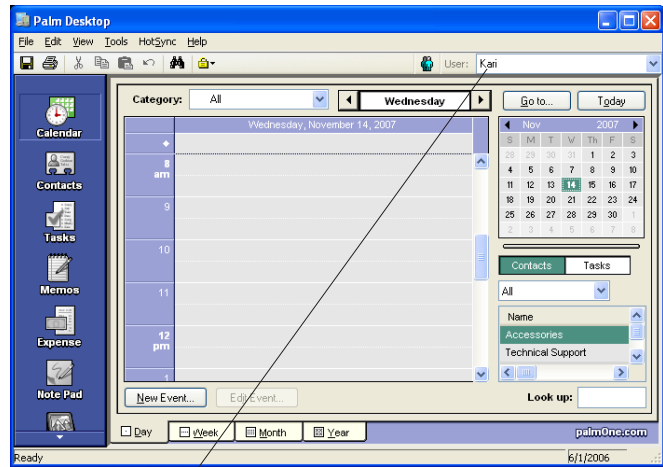 Palm Desktop
File Edit View Tools HotSync Help
User: Kari
Calendar
Contacts
Tasks
Memos
Expense
Note Pad
Category: All
Wednesday
Go to... Today
Wednesday, November 14, 2007
8 am
9
10
11
12 pm
1
Nov 2007
S M T W Th F S
28 29 30 31 1 2 3
4 5 6 7 8 9 10
11 12 13 14 15 16 17
18 19 20 21 22 23 24
25 26 27 28 29 30 1
2 3 4 5 6 7 8
Contacts Tasks
All
Name
Accessories
Technical Support
Look up:
New Event... Edit Event...
Day Week Month Year
palmOne.com
Ready 6/1/2006